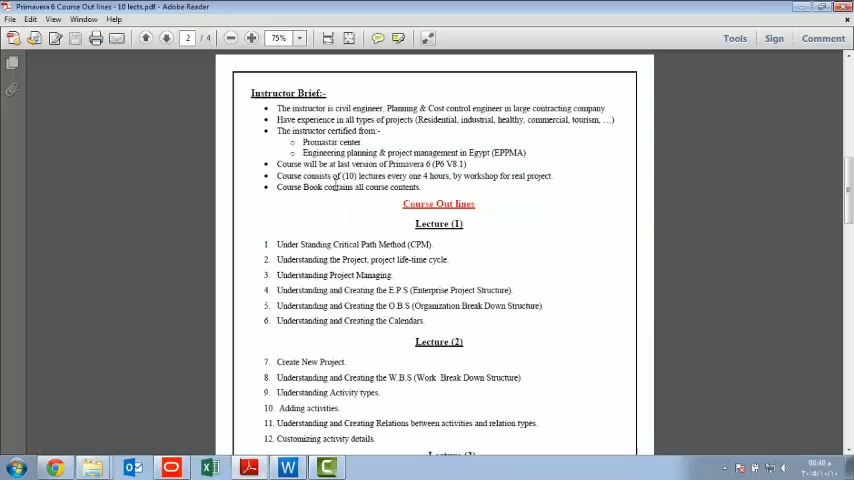 Primavera 6 Course Out lines - 10 lects.pdf - Adobe Reader
File Edit View Window Help
2 / 4 75% Tools Sign Comment
Instructor Brief:-
• The instructor is civil engineer, Planning & Cost control engineer in large contracting company.
• Have experience in all types of projects (Residential, industrial, healthy, commercial, tourism, …)
• The instructor certified from:-
o Promastar center
o Engineering planning & project management in Egypt (EPPMA)
• Course will be at last version of Primavera 6 (P6 V8.1)
• Course consists of (10) lectures every one 4 hours, by workshop for real project.
• Course Book contains all course contents.
Course Out lines
Lecture (1)
1. Under Standing Critical Path Method (CPM).
2. Understanding the Project, project life-time cycle.
3. Understanding Project Managing.
4. Understanding and Creating the E.P.S (Enterprise Project Structure).
5. Understanding and Creating the O.B.S (Organization Break Down Structure)
6. Understanding and Creating the Calendars.
Lecture (2)
7. Create New Project.
8. Understanding and Creating the W.B.S (Work Break Down Structure)
9. Understanding Activity types.
10. Adding activities.
11. Understanding and Creating Relations between activities and relation types.
12. Customizing activity details.